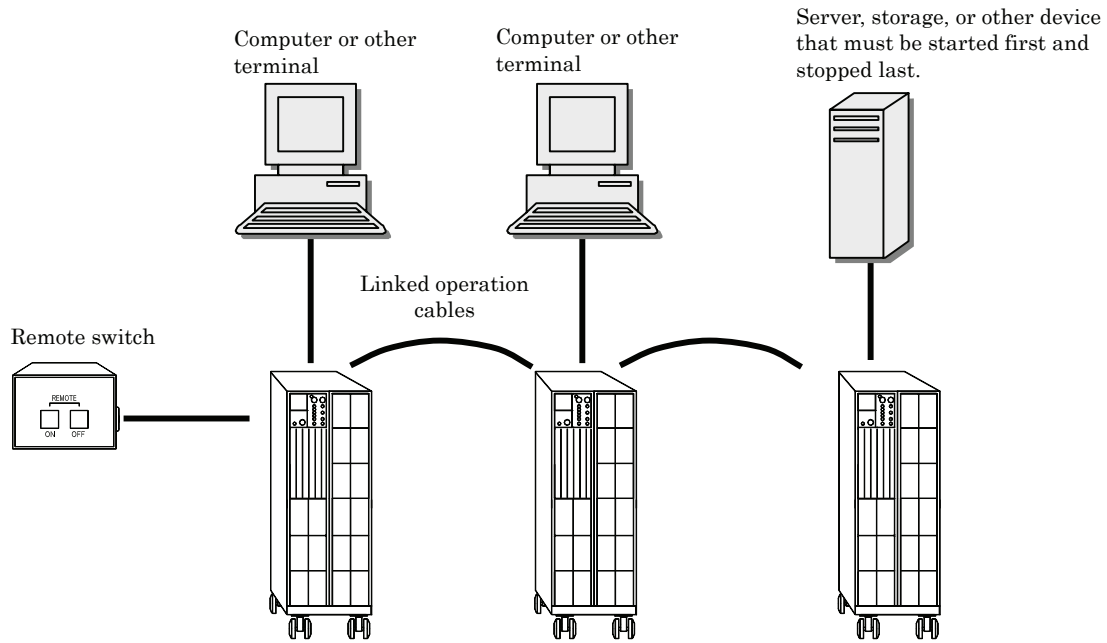 Server, storage, or other device
that must be started first and
stopped last.
Computer or other
terminal
Computer or other
terminal
Linked operation
cables
Remote switch
REMOTE
ON OFF